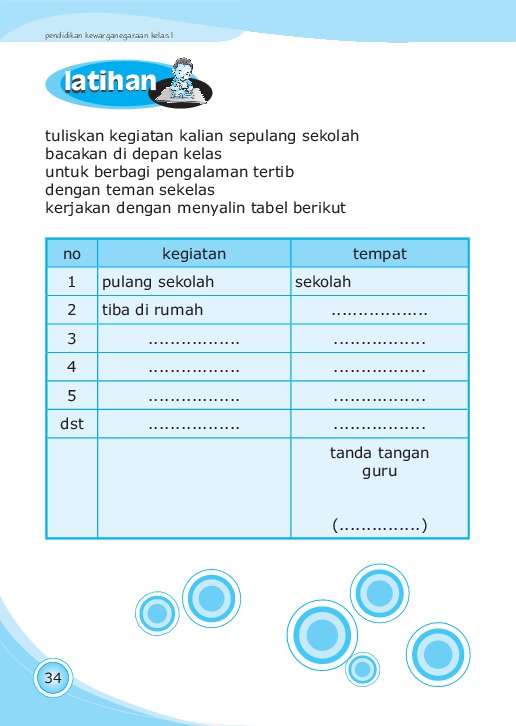 pendidikan kewarganegaraan kelas I
latihan
tuliskan kegiatan kalian sepulang sekolah
bacakan di depan kelas
untuk berbagi pengalaman tertib
dengan teman sekelas
kerjakan dengan menyalin tabel berikut
no kegiatan tempat
1 pulang sekolah sekolah
2 tiba di rumah ..................
3 ................. .................
4 ................. .................
5 ................. .................
dst ................. .................
tanda tangan
guru
(...............)
34